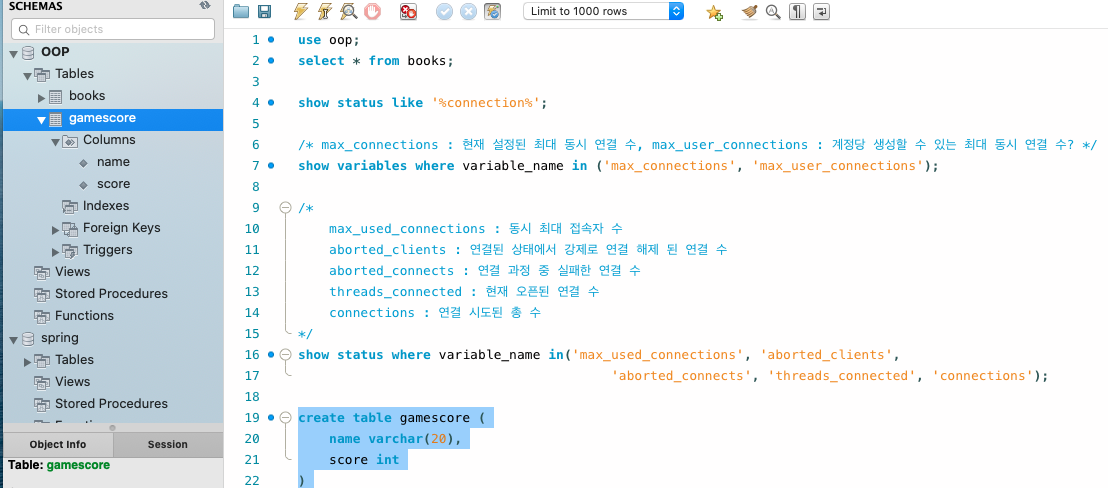 SCHEMAS
Limit to 1000 rows
Filter objects
OOP
Tables
books
gamescore
Columns
name
score
Indexes
Foreign Keys
Triggers
Views
Stored Procedures
Functions
spring
Tables
Views
Stored Procedures
Object Info
Session
Table: gamescore
1 use oop;
2 select * from books;
3
4 show status like '%connection%';
5
6 /* max_connections : 현재 설정된 최대 동시 연결 수, max_user_connections : 계정당 생성할 수 있는 최대 동시 연결 수? */
7 show variables where variable_name in ('max_connections', 'max_user_connections');
8
9 /*
10 max_used_connections : 동시 최대 접속자 수
11 aborted_clients : 연결된 상태에서 강제로 연결 해제 된 연결 수
12 aborted_connects : 연결 과정 중 실패한 연결 수
13 threads_connected : 현재 오픈된 연결 수
14 connections : 연결 시도된 총 수
15 */
16 show status where variable_name in('max_used_connections', 'aborted_clients',
17 'aborted_connects', 'threads_connected', 'connections');
18
19 create table gamescore (
20 name varchar(20),
21 score int
22 )